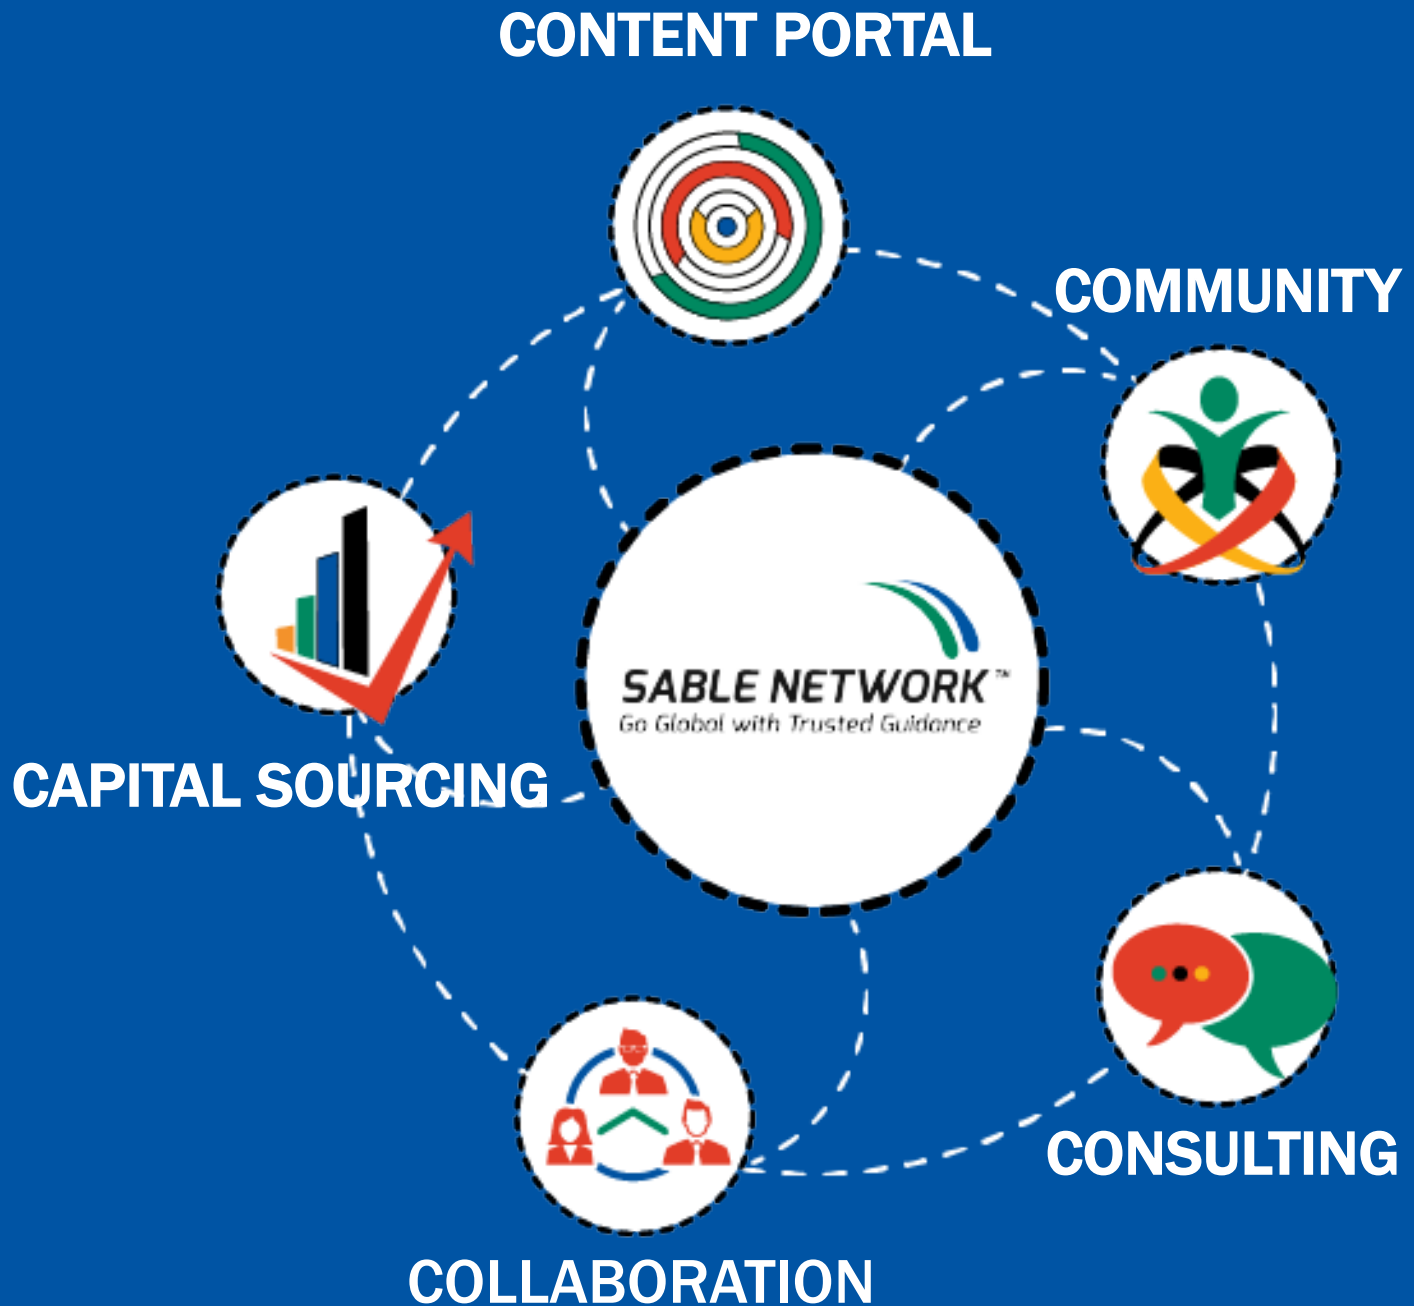 CONTENT PORTAL
COMMUNITY
SABLE NETWORK™
Go Global with Trusted Guidance
CAPITAL SOURCING
CONSULTING
COLLABORATION